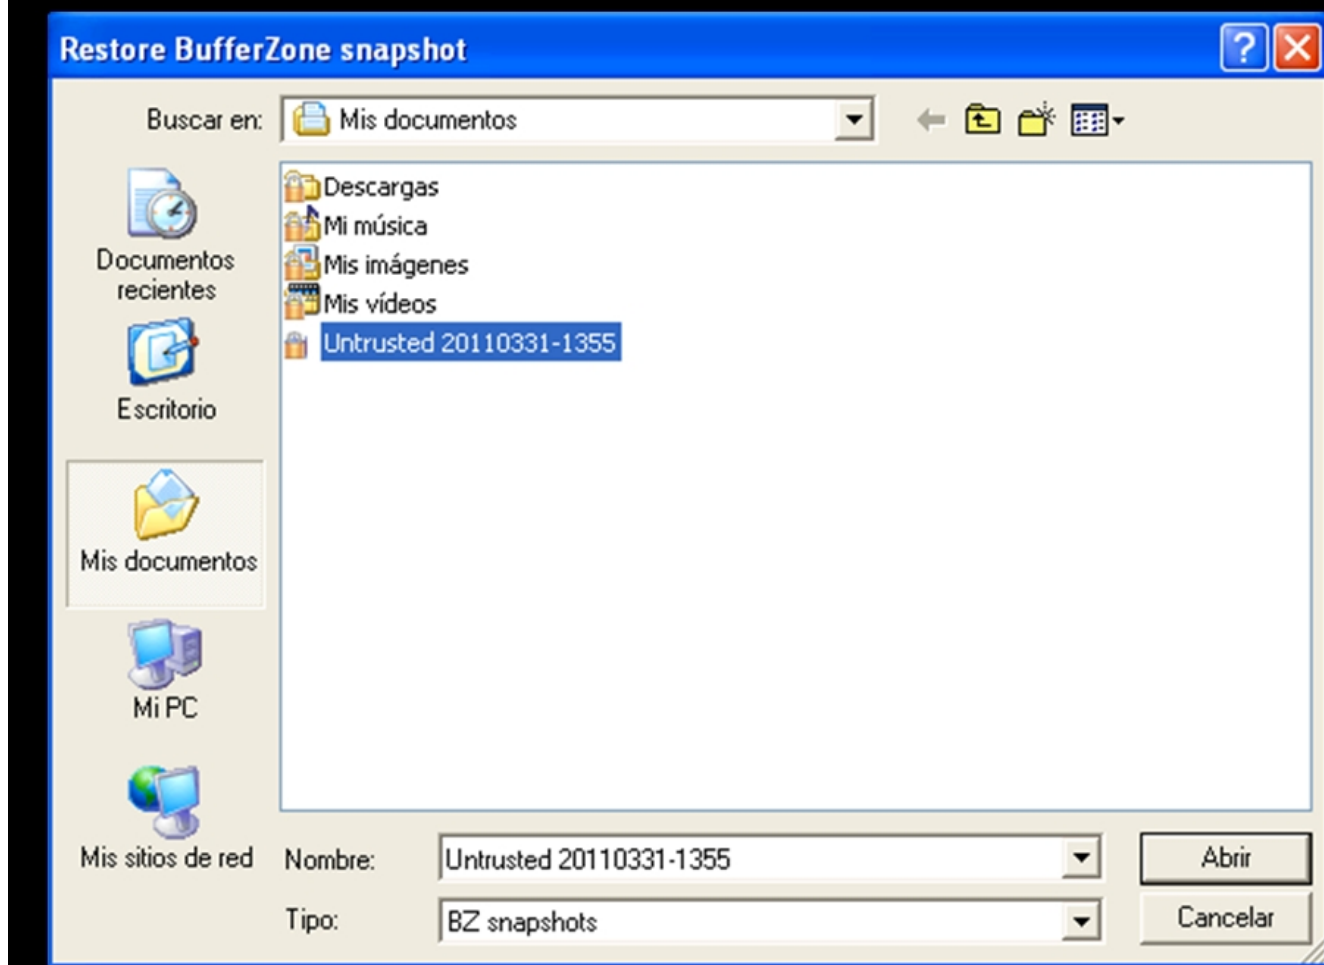 Restore BufferZone snapshot
?
Buscar en: Mis documentos
Descargas
Mi música
Mis imágenes
Mis vídeos
Untrusted 20110331-1355
Documentos
recientes
Escritorio
Mis documentos
Mi PC
Mis sitios de red
Nombre: Untrusted 20110331-1355 Abrir
Tipo: BZ snapshots Cancelar